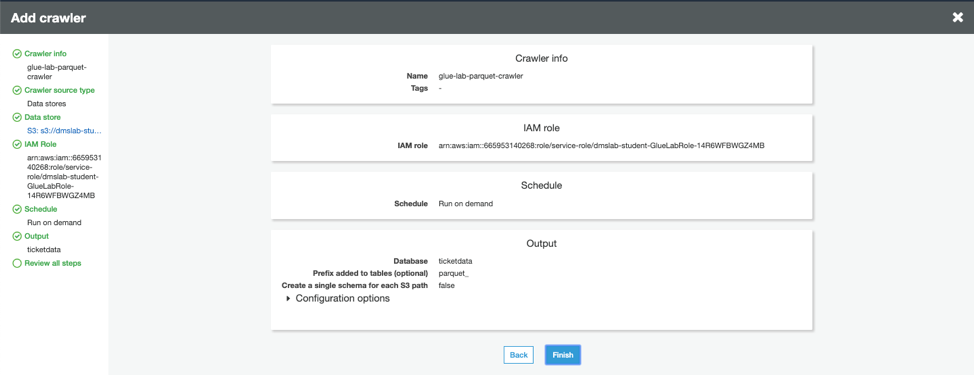 Add crawler
Crawler info
glue-lab-parquet-
crawler
Crawler source type
Data stores
Data store
S3: s3://dmslab-stu...
IAM Role
arn:aws:iam::6659531
40268:role/service-
role/dmslab-student-
GlueLabRole-
14R6WFBWGZ4MB
Schedule
Run on demand
Output
ticketdata
Review all steps
Crawler info
Name glue-lab-parquet-crawler
Tags -
IAM role
IAM role arn:aws:iam::665953140268:role/service-role/dmslab-student-GlueLabRole-14R6WFBWGZ4MB
Schedule
Schedule Run on demand
Output
Database ticketdata
Prefix added to tables (optional) parquet_
Create a single schema for each S3 path false
Configuration options
Back Finish